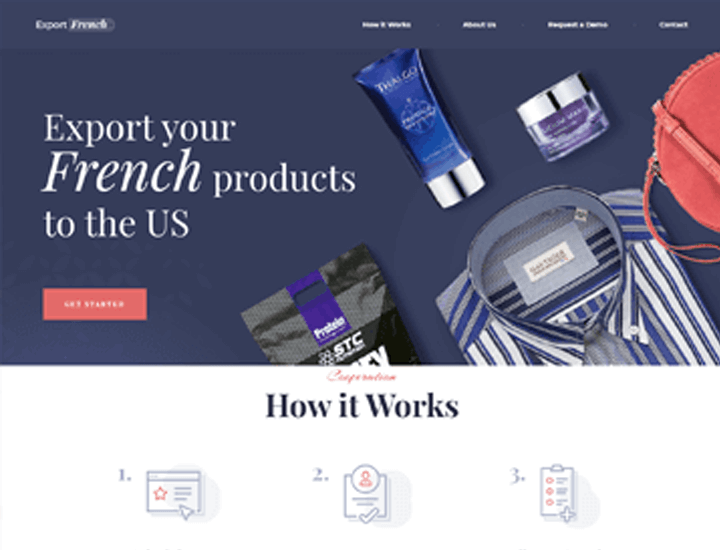 Export French
How it Works
About Us
Request a Demo
Contact
Export your
French products
to the US
GET STARTED
THALGO
Protein
STC
Cooperation
How it Works
1.
2.
3.